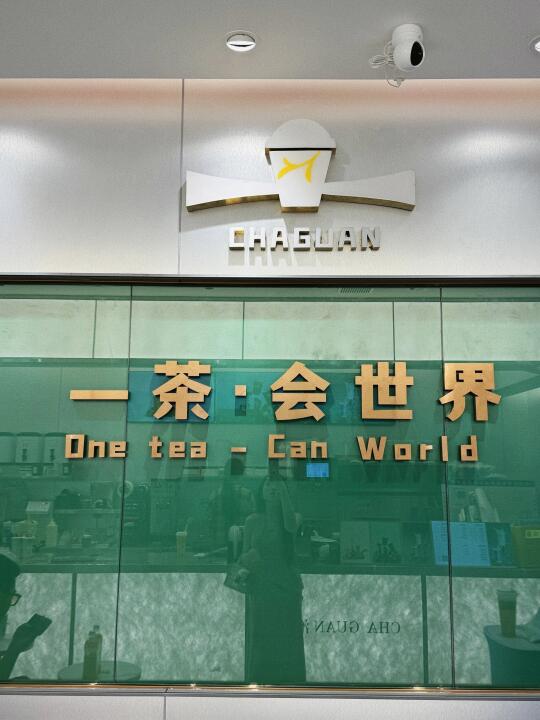 CHAGUAN
一茶·会世界
One tea - Can World
CHA GUAN